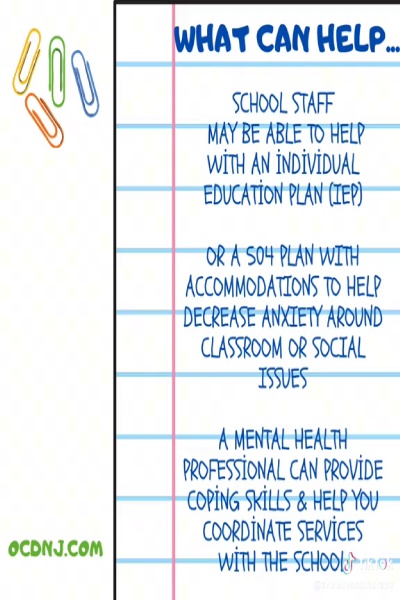 WHAT CAN HELP...
SCHOOL STAFF
MAY BE ABLE TO HELP
WITH AN INDIVIDUAL
EDUCATION PLAN (IEP)
OR A 504 PLAN WITH
ACCOMMODATIONS TO HELP
DECREASE ANXIETY AROUND
CLASSROOM OR SOCIAL
ISSUES
A MENTAL HEALTH
PROFESSIONAL CAN PROVIDE
COPING SKILLS & HELP YOU
COORDINATE SERVICES
WITH THE SCHOOL
OCDNJ.COM
TikTok